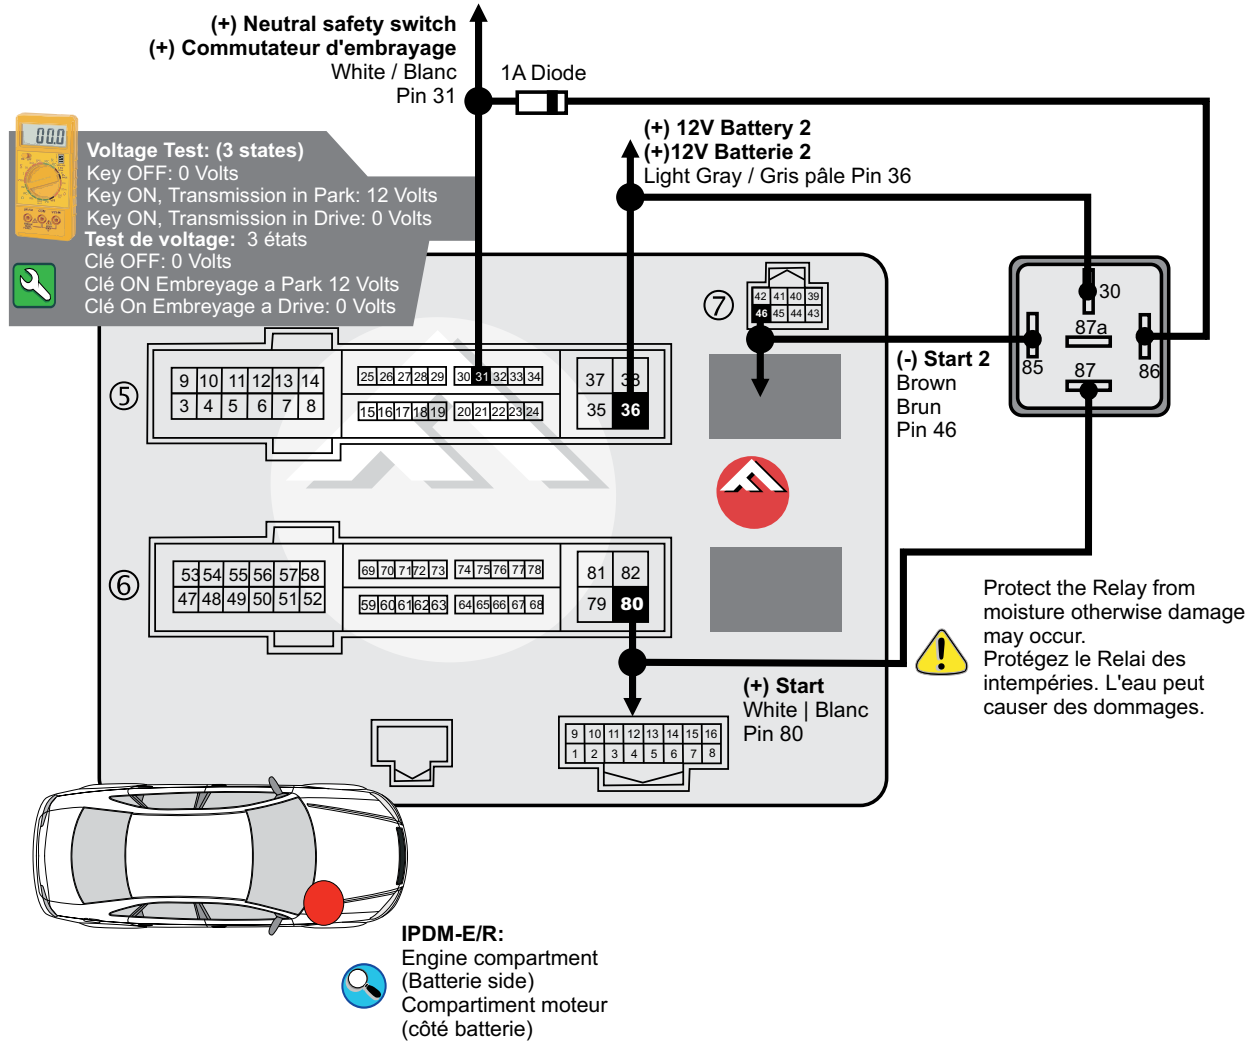 (+) Neutral safety switch
(+) Commutateur d'embrayage
White / Blanc
Pin 31
1A Diode
00.0
Voltage Test: (3 states)
Key OFF: 0 Volts
Key ON, Transmission in Park: 12 Volts
Key ON, Transmission in Drive: 0 Volts
Test de voltage: 3 états
Clé OFF: 0 Volts
Clé ON Embreyage a Park 12 Volts
Clé On Embreyage a Drive: 0 Volts
(+) 12V Battery 2
(+)12V Batterie 2
Light Gray / Gris pâle Pin 36
30
87a
85
87
86
⑦
42 41 40 39
46 45 44 43
(-) Start 2
Brown
Brun
Pin 46
⑤
9 10 11 12 13 14
3 4 5 6 7 8
25 26 27 28 29 30 31 32 33 34
15 16 17 18 19 20 21 22 23 24
37 38
35 36
⑥
53 54 55 56 57 58
47 48 49 50 51 52
69 70 71 72 73 74 75 76 77 78
59 60 61 62 63 64 65 66 67 68
81 82
79 80
(+) Start
White | Blanc
Pin 80
9 10 11 12 13 14 15 16
1 2 3 4 5 6 7 8
Protect the Relay from
moisture otherwise damage
may occur.
Protégez le Relai des
intempéries. L'eau peut
causer des dommages.
IPDM-E/R:
Engine compartment
(Batterie side)
Compartiment moteur
(côté batterie)